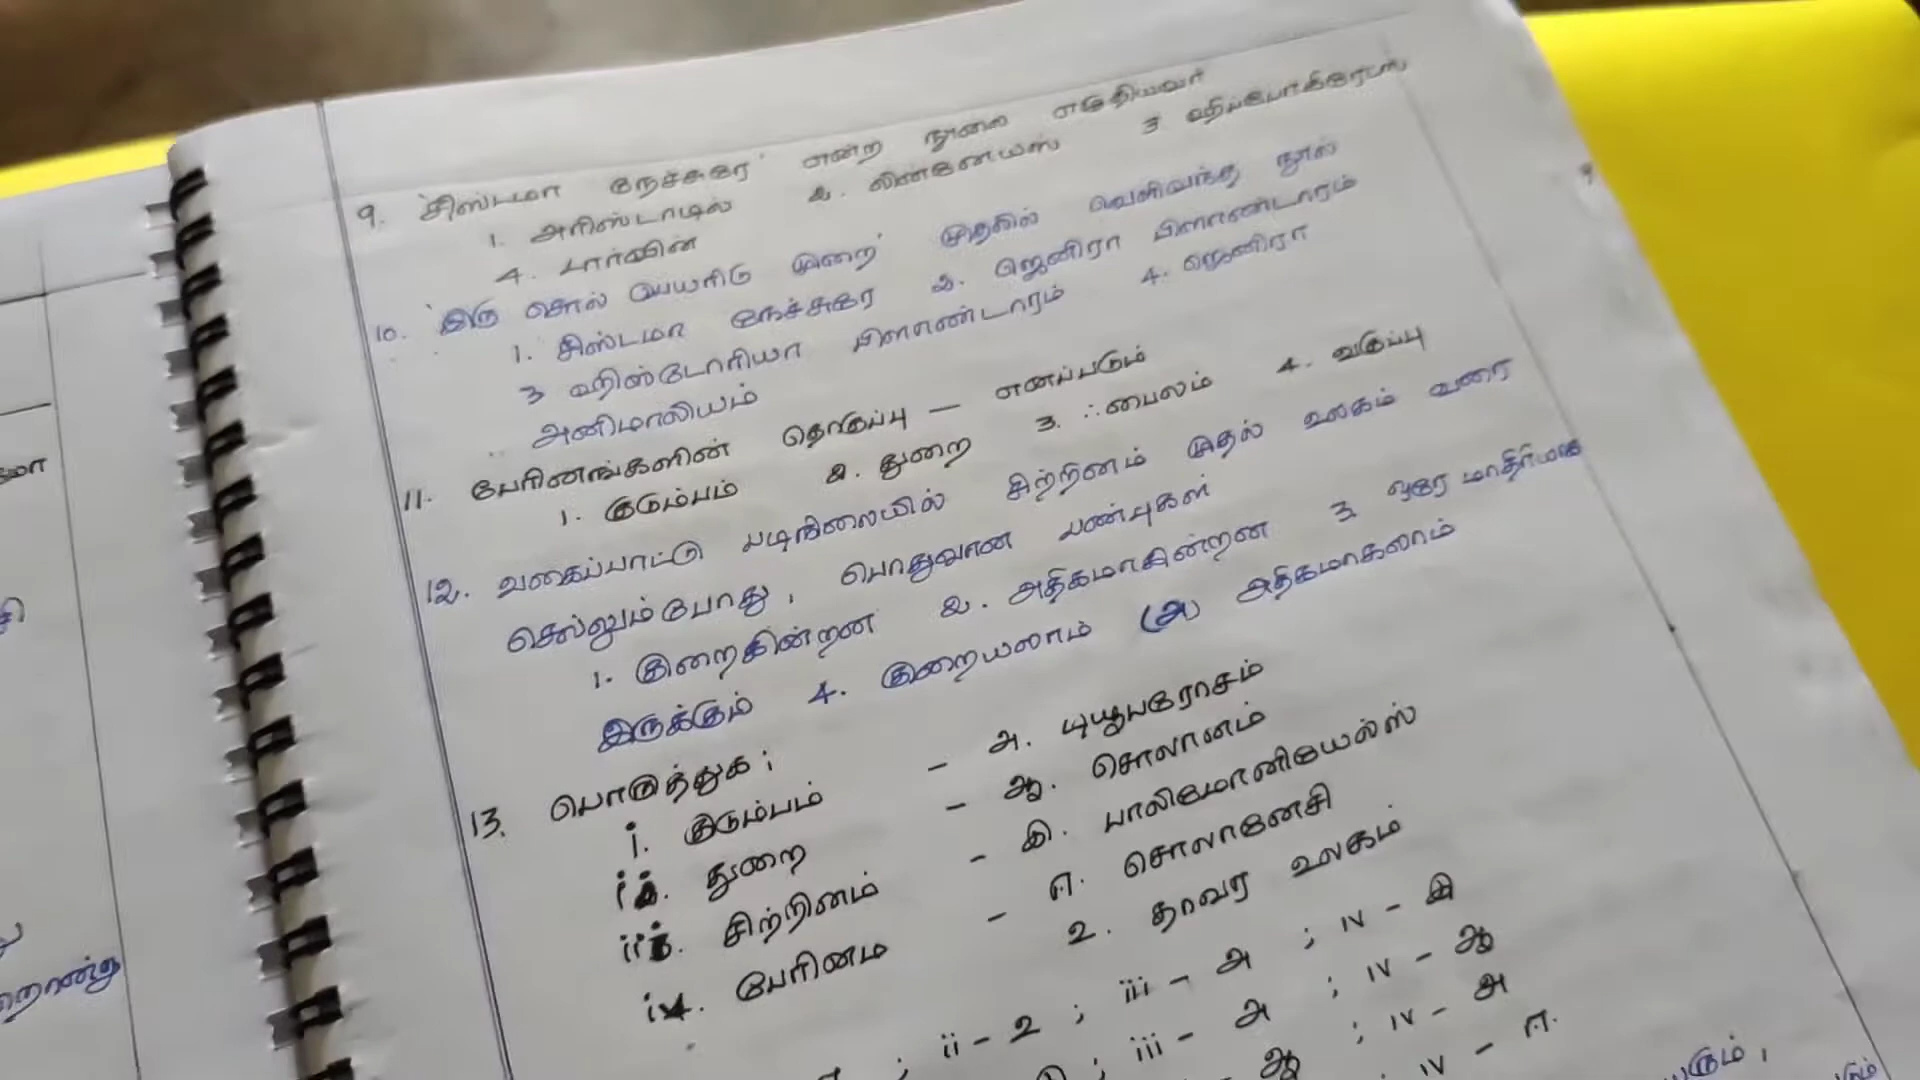 9. 'சிஸ்டமா நேச்சுரே' என்ற நூலை எழுதியவர்
1. அரிஸ்டாடில் 2. லின்னேயஸ் 3 ஹிப்போகிரேடஸ்
4. டார்வின்
10. 'இரு சொல் பெயரிடு முறை' முதலில் வெளிவந்த நூல்
1. சிஸ்டமா நேச்சுரே 2. ஜெனிரா பிளாண்டாரம்
3 ஹிஸ்டோரியா பிளாண்டாரம் 4. ஜெனிரா
அனிமாலியம்
11. பேரினங்களின் தொகுப்பு — எனப்படும்
1. குடும்பம் 2. துறை 3. ஃபைலம் 4. வகுப்பு
12. வகைப்பாட்டு படிநிலையில் சிற்றினம் முதல் உலகம் வரை
செல்லும்போது, பொதுவான பண்புகள்
1. குறைகின்றன 2. அதிகமாகின்றன 3 ஒரே மாதிரியாக
இருக்கும் 4. குறையலாம் (அ) அதிகமாகலாம்
13. பொருத்துக:
i. குடும்பம் - அ. டியூபரோசம்
ii. துறை - ஆ. சொலானம்
iii. சிற்றினம் - இ. பாலிமோனியேல்ஸ்
iv. பேரினம் - ஈ. சொலானேசி
உ. தாவர உலகம்
; ii - உ ; iii - அ ; iv - இ
; iii - அ ; iv - ஆ
ஆ ; iv - அ
iv - ஈ.